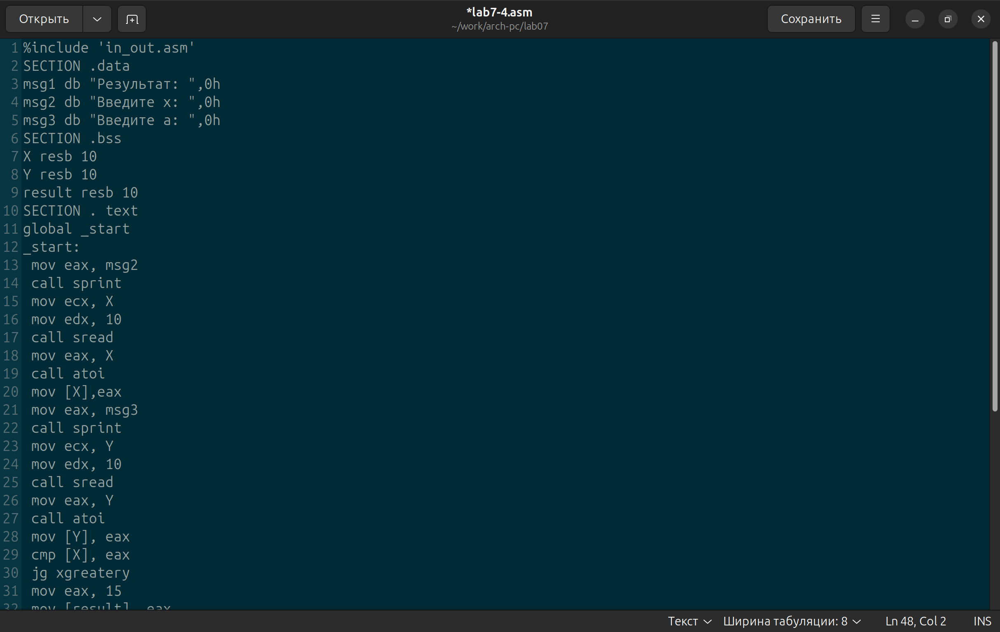 Открыть
*lab7-4.asm
~/work/arch-pc/lab07
Сохранить
1 %include 'in_out.asm'
2 SECTION .data
3 msg1 db "Результат: ",0h
4 msg2 db "Введите x: ",0h
5 msg3 db "Введите a: ",0h
6 SECTION .bss
7 X resb 10
8 Y resb 10
9 result resb 10
10 SECTION . text
11 global _start
12 _start:
13 mov eax, msg2
14 call sprint
15 mov ecx, X
16 mov edx, 10
17 call sread
18 mov eax, X
19 call atoi
20 mov [X],eax
21 mov eax, msg3
22 call sprint
23 mov ecx, Y
24 mov edx, 10
25 call sread
26 mov eax, Y
27 call atoi
28 mov [Y], eax
29 cmp [X], eax
30 jg xgreatery
31 mov eax, 15
32 mov [result], eax
Текст Ширина табуляции: 8 Ln 48, Col 2 INS